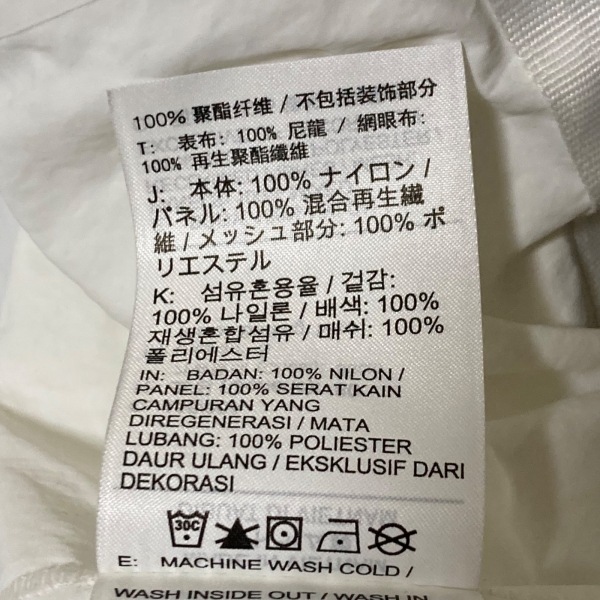 100% 聚酯纤维 / 不包括装饰部分
T: 表布: 100% 尼龍 / 網眼布:
100% 再生聚酯纖維
J: 本体: 100% ナイロン /
パネル: 100% 混合再生繊
維 / メッシュ部分: 100% ポ
リエステル
K: 섬유혼용율 / 겉감:
100% 나일론 / 배색: 100%
재생혼합섬유 / 매쉬: 100%
폴리에스터
IN: BADAN: 100% NILON /
PANEL: 100% SERAT KAIN
CAMPURAN YANG
DIREGENERASI / MATA
LUBANG: 100% POLIESTER
DAUR ULANG / EKSKLUSIF DARI
DEKORASI
30C
E: MACHINE WASH COLD /
WASH INSIDE OUT / WASH IN